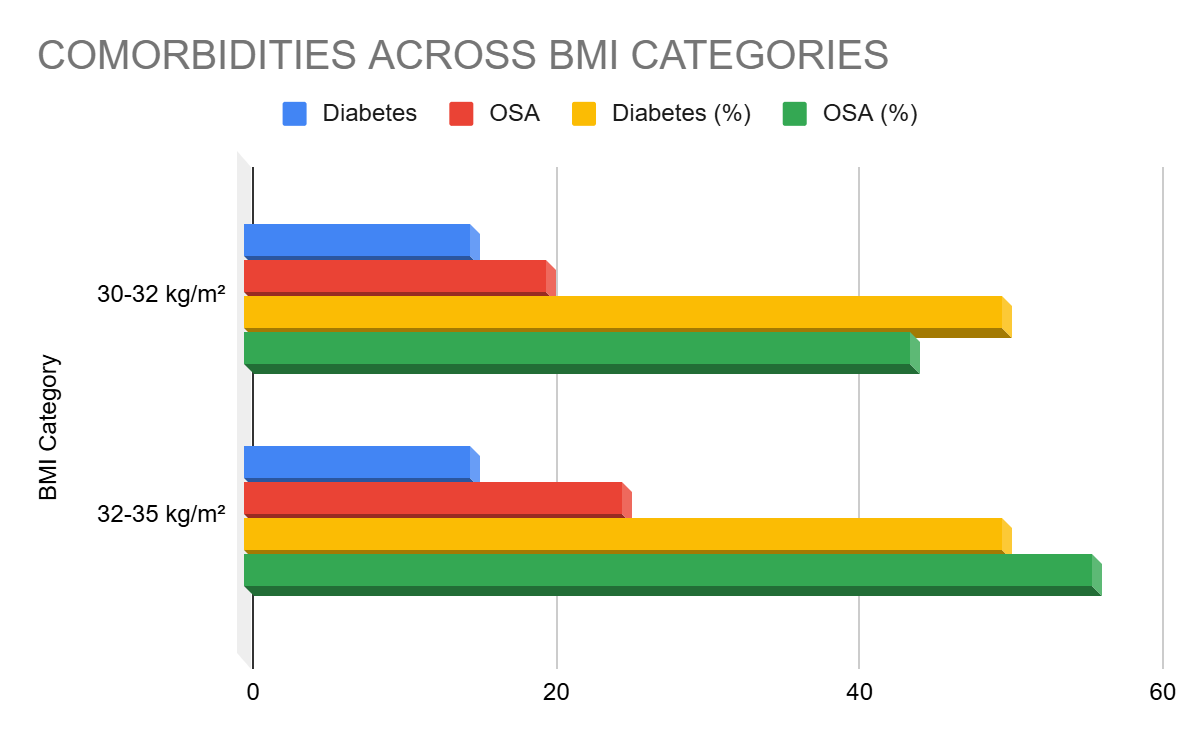 COMORBIDITIES ACROSS BMI CATEGORIES
Diabetes OSA Diabetes (%) OSA (%)
BMI Category
30-32 kg/m²
32-35 kg/m²
0 20 40 60